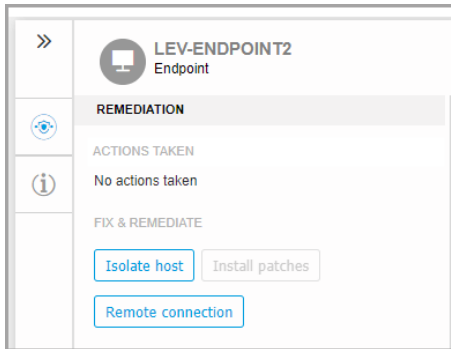 LEV-ENDPOINT2
Endpoint
REMEDIATION
ACTIONS TAKEN
No actions taken
FIX & REMEDIATE
Isolate host Install patches
Remote connection